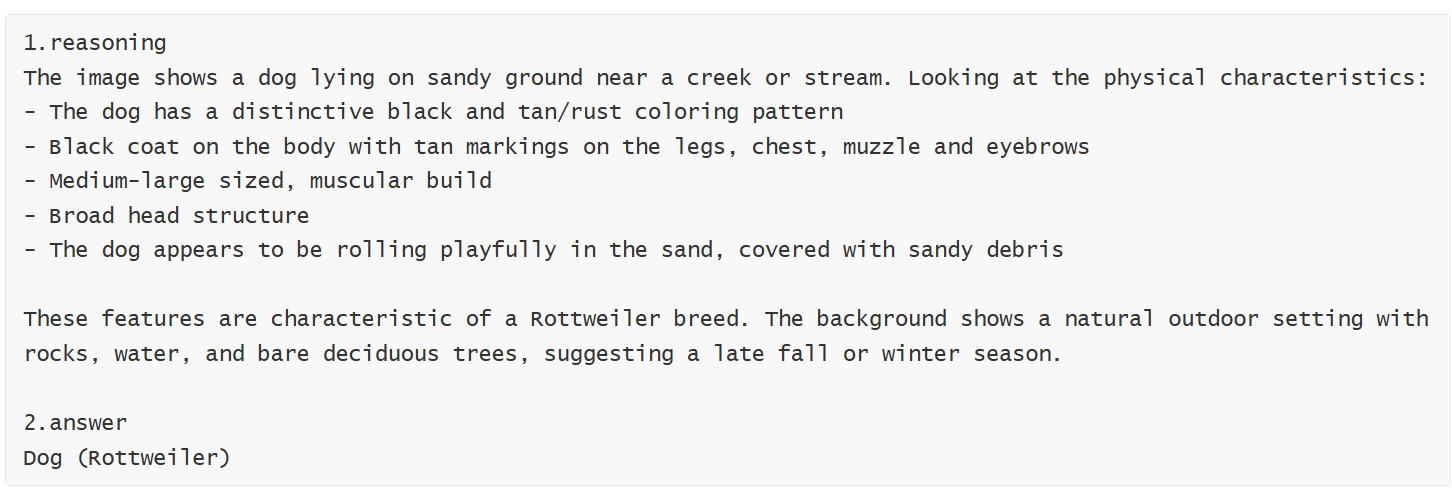 1.reasoning
The image shows a dog lying on sandy ground near a creek or stream. Looking at the physical characteristics:
- The dog has a distinctive black and tan/rust coloring pattern
- Black coat on the body with tan markings on the legs, chest, muzzle and eyebrows
- Medium-large sized, muscular build
- Broad head structure
- The dog appears to be rolling playfully in the sand, covered with sandy debris
These features are characteristic of a Rottweiler breed. The background shows a natural outdoor setting with
rocks, water, and bare deciduous trees, suggesting a late fall or winter season.
2.answer
Dog (Rottweiler)